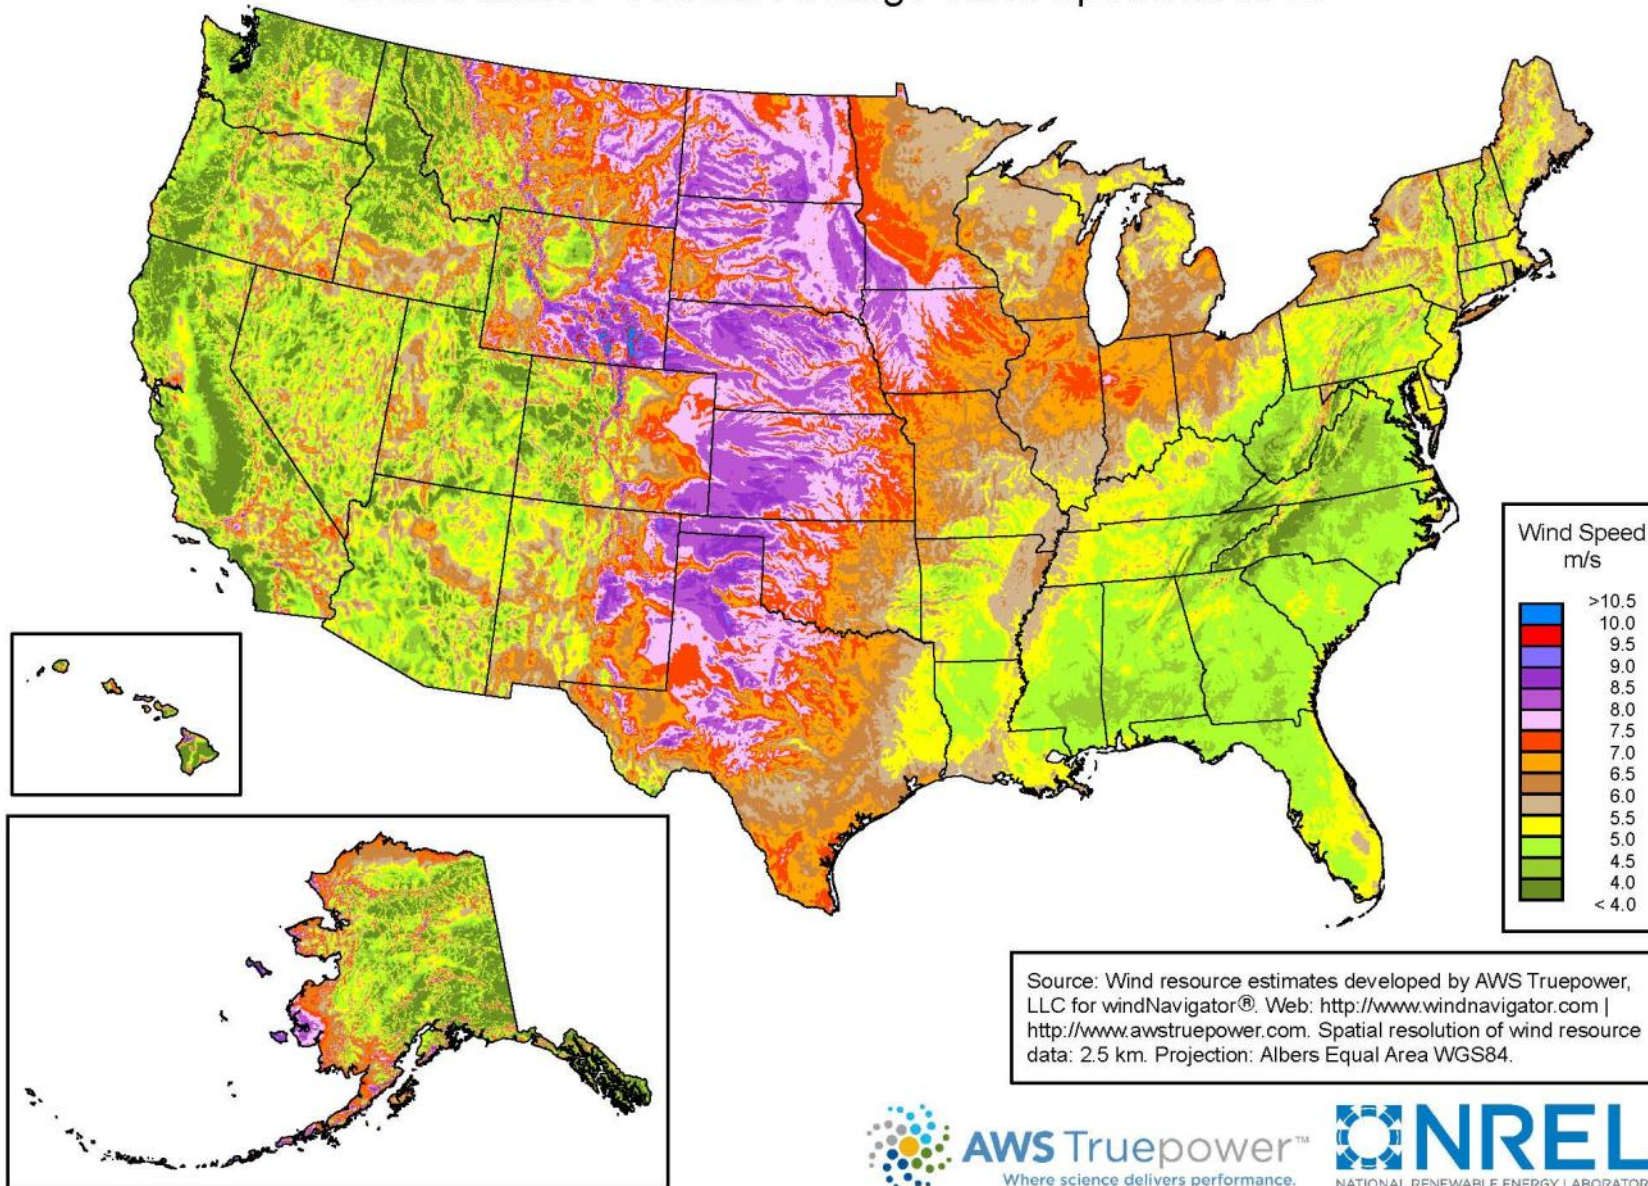 Wind Speed
m/s
>10.5
10.0
9.5
9.0
8.5
8.0
7.5
7.0
6.5
6.0
5.5
5.0
4.5
4.0
< 4.0
Source: Wind resource estimates developed by AWS Truepower,
LLC for windNavigator®. Web: http://www.windnavigator.com |
http://www.awstruepower.com. Spatial resolution of wind resource
data: 2.5 km. Projection: Albers Equal Area WGS84.
AWS Truepower™
Where science delivers performance.
NREL
NATIONAL RENEWABLE ENERGY LABORATOR